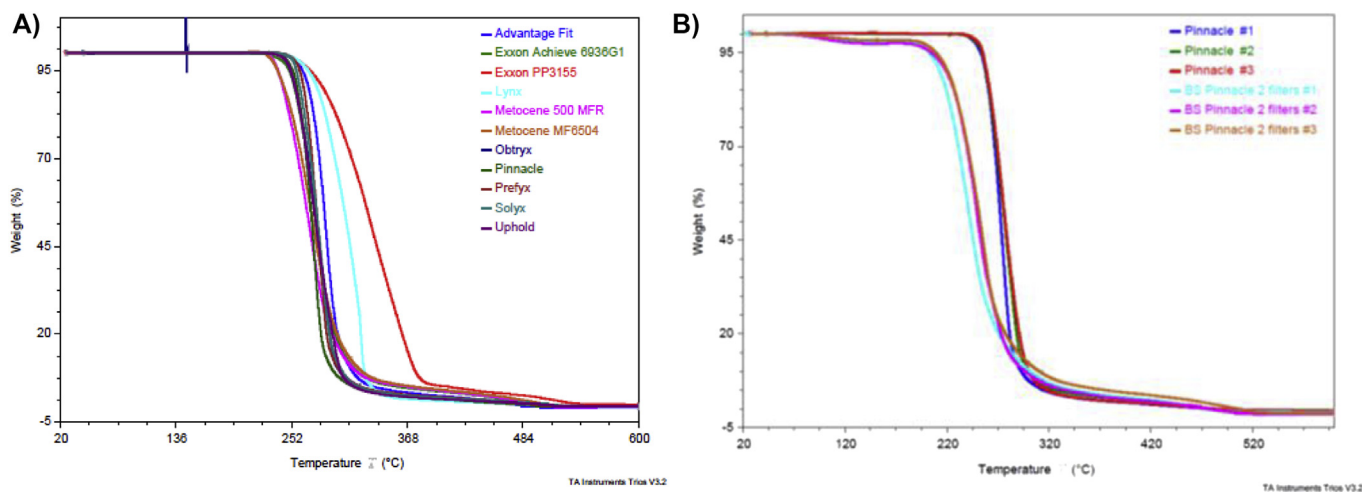 A)
Advantage Fit
Exxon Achieve 6936G1
Exxon PP3155
Lynx
Metocene 500 MFR
Metocene MF6504
Obtryx
Pinnacle
Prefyx
Solyx
Uphold
Weight (%)
95
70
45
20
-5
20 136 252 368 484 600
Temperature (°C)
TA Instruments Trios V3.2
B)
Pinnacle #1
Pinnacle #2
Pinnacle #3
BS Pinnacle 2 filters #1
BS Pinnacle 2 filters #2
BS Pinnacle 2 filters #3
Weight (%)
95
70
45
20
-5
20 120 220 320 420 520
Temperature (°C)
TA Instruments Trios V3.2